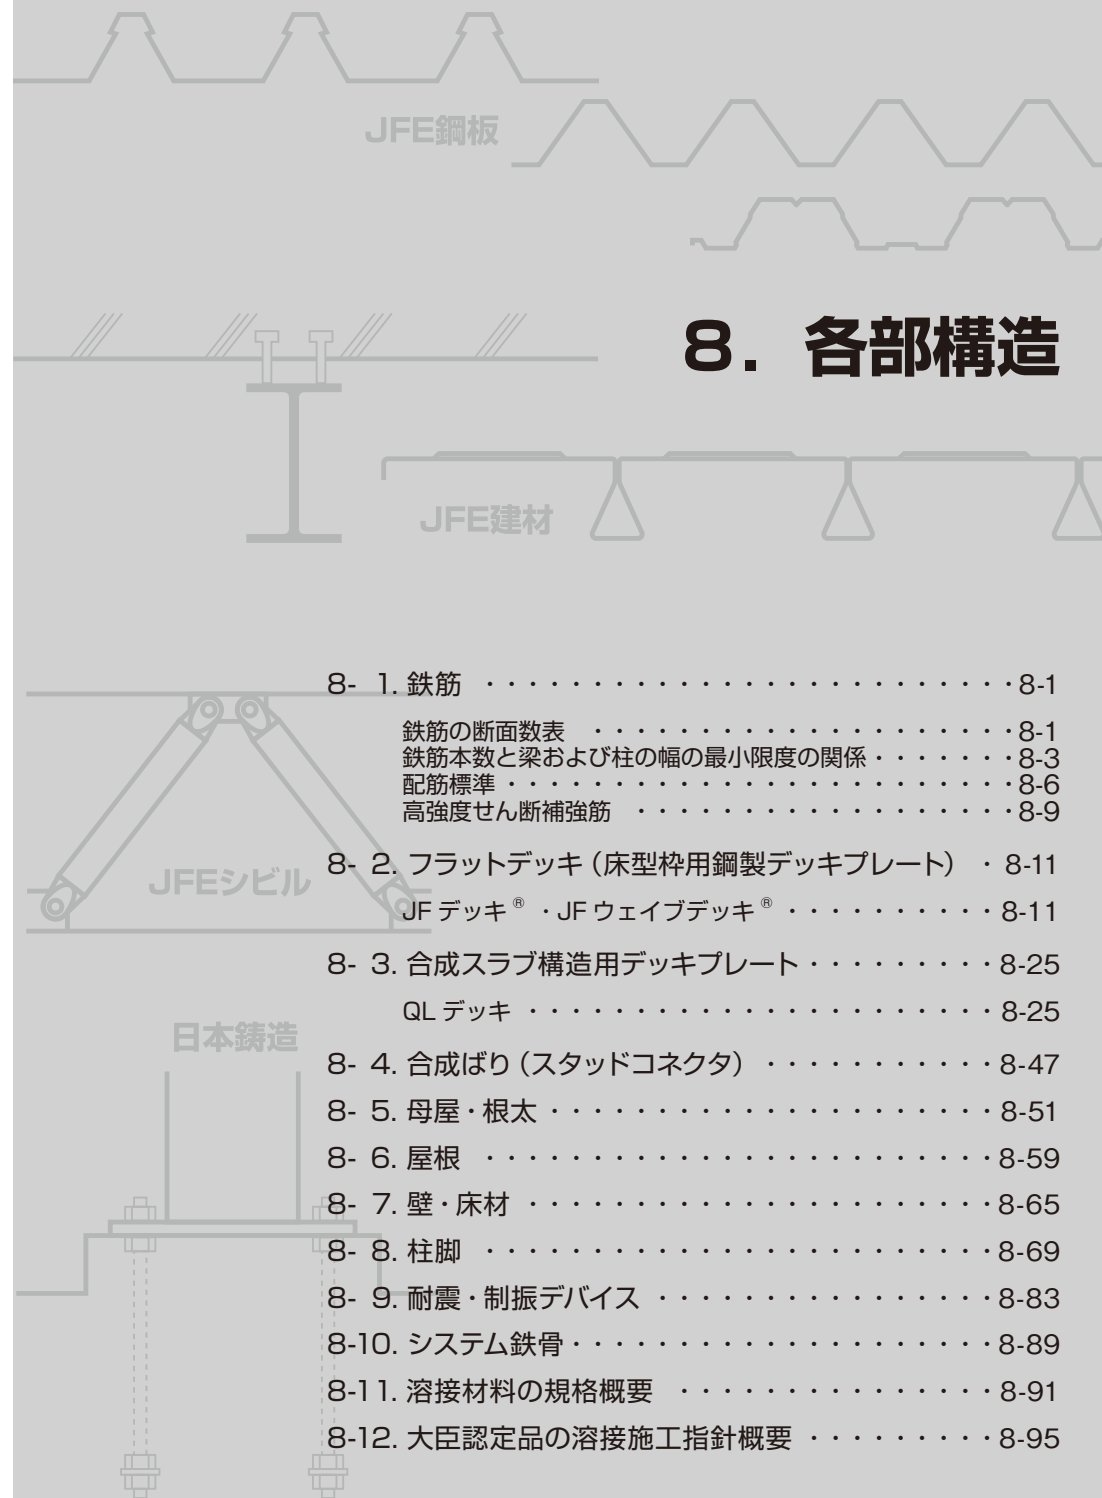 JFE鋼板
8. 各部構造
JFE建材
8- 1. 鉄筋 ・・・・・・・・・・・・・・・・・・・・・・・・・8-1
鉄筋の断面数表 ・・・・・・・・・・・・・・・・・・・・8-1
鉄筋本数と梁および柱の幅の最小限度の関係・・・・・・・8-3
配筋標準・・・・・・・・・・・・・・・・・・・・・・・・8-6
高強度せん断補強筋 ・・・・・・・・・・・・・・・・・・8-9
8- 2. フラットデッキ（床型枠用鋼製デッキプレート） ・8-11
JFEシビル
JF デッキ® ・JF ウェイブデッキ® ・・・・・・・・・・8-11
8- 3. 合成スラブ構造用デッキプレート・・・・・・・・・8-25
QL デッキ ・・・・・・・・・・・・・・・・・・・・・・8-25
日本鋳造
8- 4. 合成ばり（スタッドコネクタ） ・・・・・・・・・・・8-47
8- 5. 母屋・根太・・・・・・・・・・・・・・・・・・・・・8-51
8- 6. 屋根 ・・・・・・・・・・・・・・・・・・・・・・・・8-59
8- 7. 壁・床材 ・・・・・・・・・・・・・・・・・・・・・・8-65
8- 8. 柱脚 ・・・・・・・・・・・・・・・・・・・・・・・・8-69
8- 9. 耐震・制振デバイス ・・・・・・・・・・・・・・・・8-83
8-10. システム鉄骨・・・・・・・・・・・・・・・・・・・・8-89
8-11. 溶接材料の規格概要 ・・・・・・・・・・・・・・・8-91
8-12. 大臣認定品の溶接施工指針概要 ・・・・・・・・・8-95